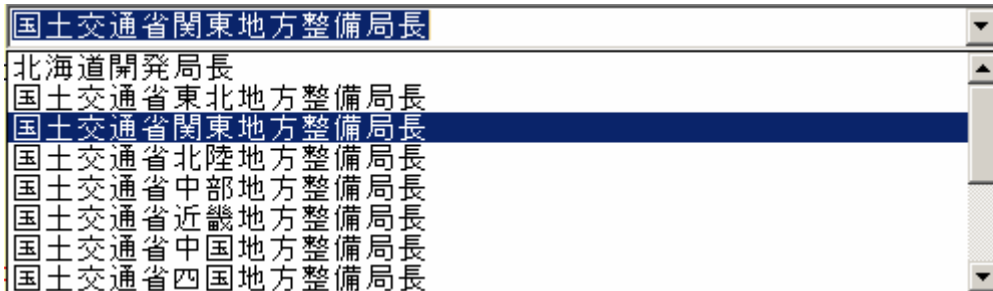 国土交通省関東地方整備局長
北海道開発局長
国土交通省東北地方整備局長
国土交通省関東地方整備局長
国土交通省北陸地方整備局長
国土交通省中部地方整備局長
国土交通省近畿地方整備局長
国土交通省中国地方整備局長
国土交通省四国地方整備局長